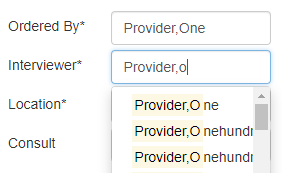 Ordered By* Provider,One
Interviewer* Provider,o
Location* Provider,O ne
Consult Provider,O nehundr
Provider,O nehundr